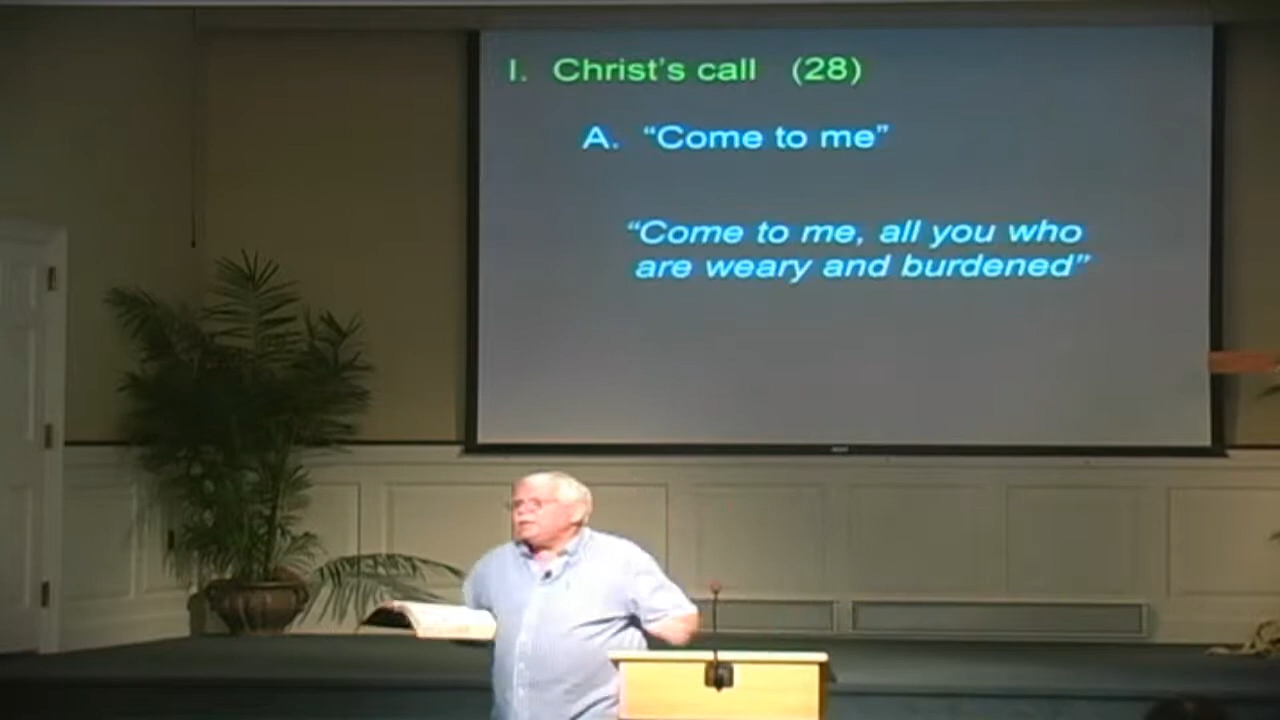 I. Christ's call (28)
A. “Come to me”
“Come to me, all you who
are weary and burdened”